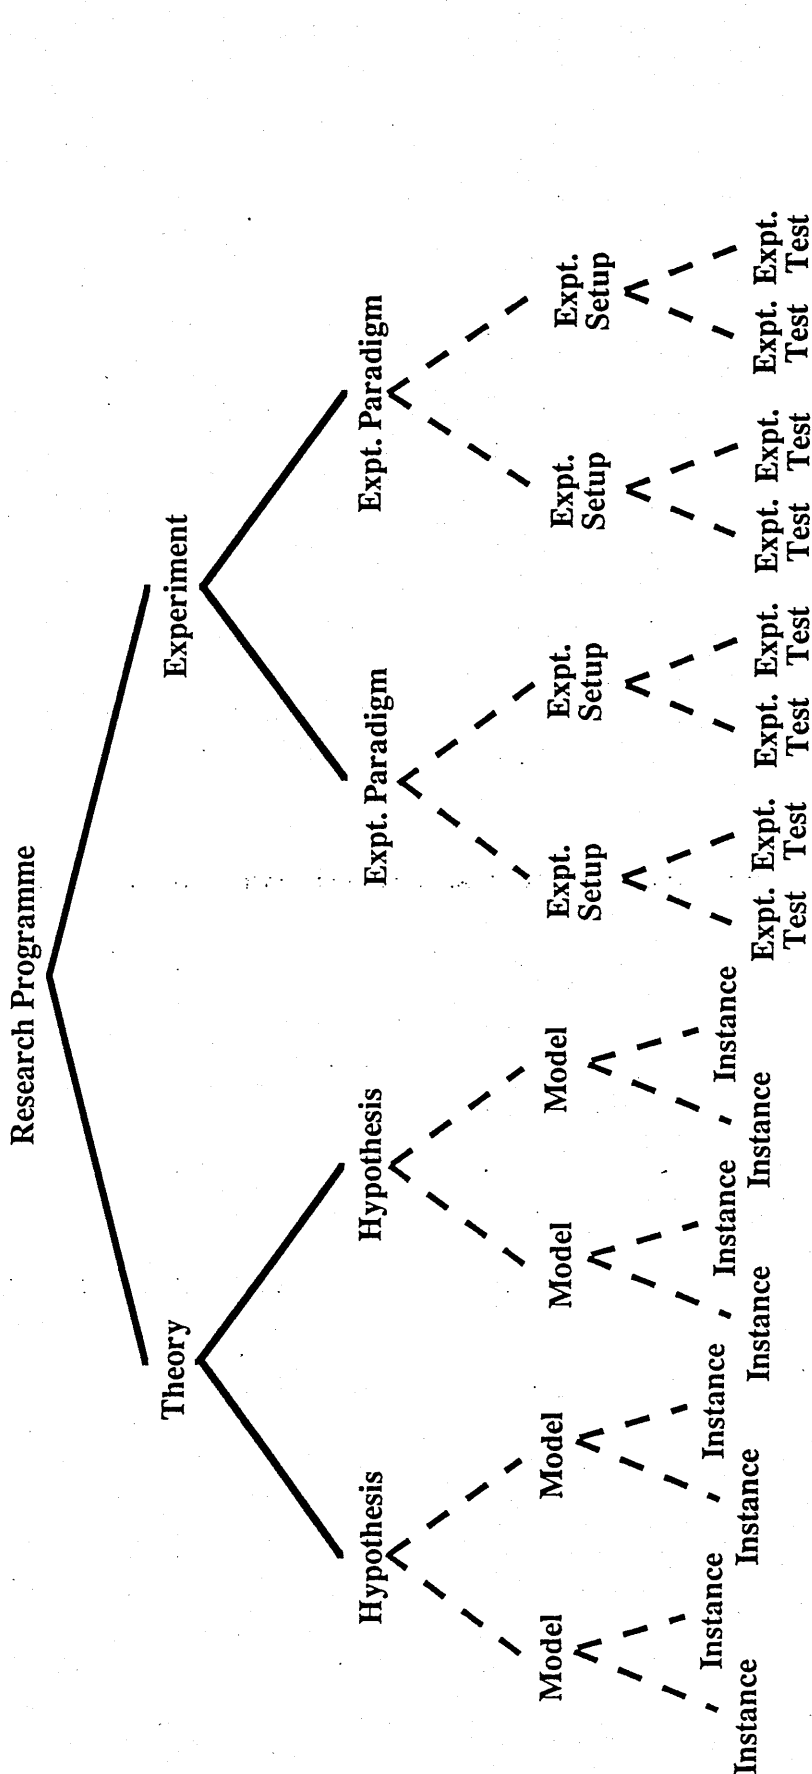 Research Programme
Theory
Experiment
Hypothesis
Hypothesis
Expt. Paradigm
Expt. Paradigm
Model
Model
Model
Model
Expt.
Setup
Expt.
Setup
Expt.
Setup
Expt.
Setup
Instance
Instance
Instance
Instance
Instance
Instance
Instance
Instance
Expt.
Test
Expt.
Test
Expt.
Test
Expt.
Test
Expt.
Test
Expt.
Test
Expt.
Test
Expt.
Test